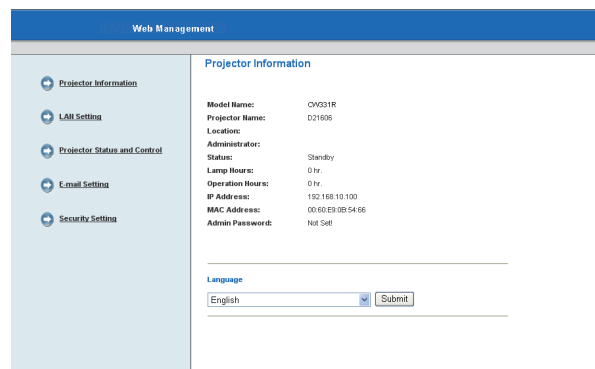 Web Management
Projector Information
LAN Setting
Projector Status and Control
E-mail Setting
Security Setting
Projector Information
Model Name: CW331R
Projector Name: D21606
Location:
Administrator:
Status: Standby
Lamp Hours: 0 hr.
Operation Hours: 0 hr.
IP Address: 192.168.10.100
MAC Address: 00:60:E9:0B:54:66
Admin Password: Not Set!
Language
English Submit